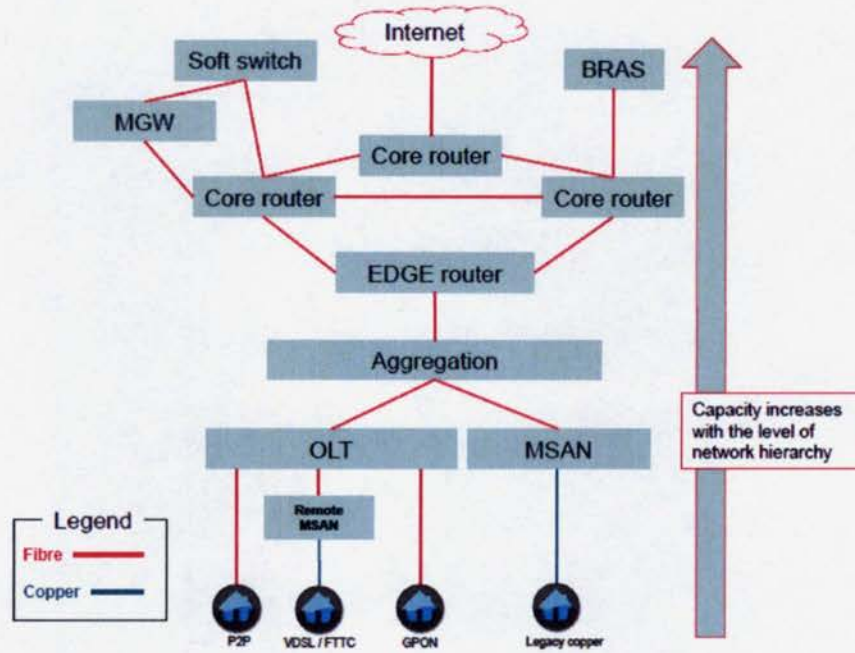 Internet
Soft switch
BRAS
MGW
Core router
Core router
Core router
EDGE router
Aggregation
Capacity increases
with the level of
network hierarchy
OLT
MSAN
Remote
MSAN
Legend
Fibre
Copper
P2P
VDSL / FTTC
GPON
Legacy copper